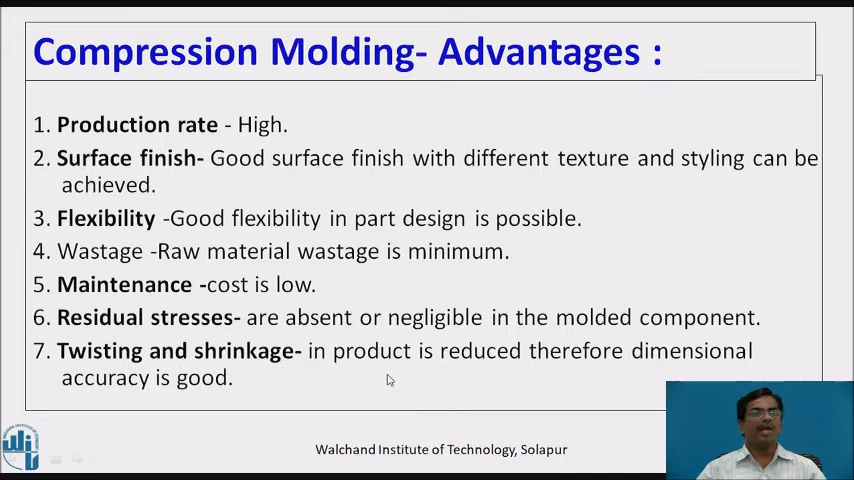 Compression Molding- Advantages :
1. Production rate - High.
2. Surface finish- Good surface finish with different texture and styling can be
achieved.
3. Flexibility -Good flexibility in part design is possible.
4. Wastage -Raw material wastage is minimum.
5. Maintenance -cost is low.
6. Residual stresses- are absent or negligible in the molded component.
7. Twisting and shrinkage- in product is reduced therefore dimensional
accuracy is good.
Walchand Institute of Technology, Solapur